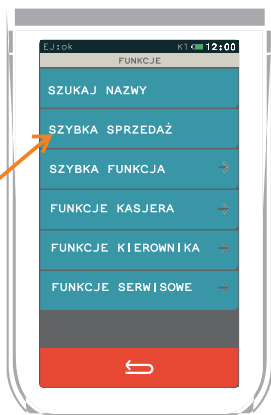 EJ:ok K1 12:00
FUNKCJE
SZUKAJ NAZWY
SZYBKA SPRZEDAŻ
SZYBKA FUNKCJA
FUNKCJE KASJERA
FUNKCJE KIEROWNIKA
FUNKCJE SERWISOWE